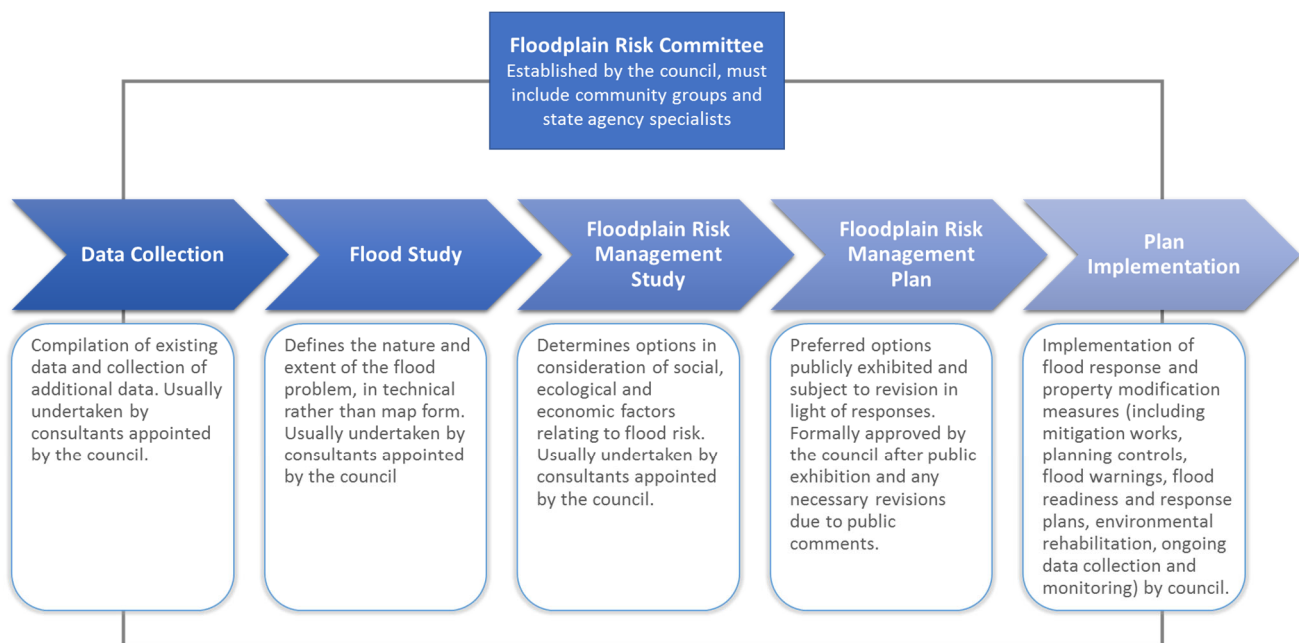 Floodplain Risk Committee
Established by the council, must
include community groups and
state agency specialists
Data Collection
Flood Study
Floodplain Risk
Management
Study
Floodplain Risk
Management
Plan
Plan
Implementation
Compilation of existing
data and collection of
additional data. Usually
undertaken by
consultants appointed
by the council.
Defines the nature and
extent of the flood
problem, in technical
rather than map form.
Usually undertaken by
consultants appointed
by the council
Determines options in
consideration of social,
ecological and
economic factors
relating to flood risk.
Usually undertaken by
consultants appointed
by the council.
Preferred options
publicly exhibited and
subject to revision in
light of responses.
Formally approved by
the council after public
exhibition and any
necessary revisions
due to public
comments.
Implementation of
flood response and
property modification
measures (including
mitigation works,
planning controls,
flood warnings, flood
readiness and response
plans, environmental
rehabilitation, ongoing
data collection and
monitoring) by council.